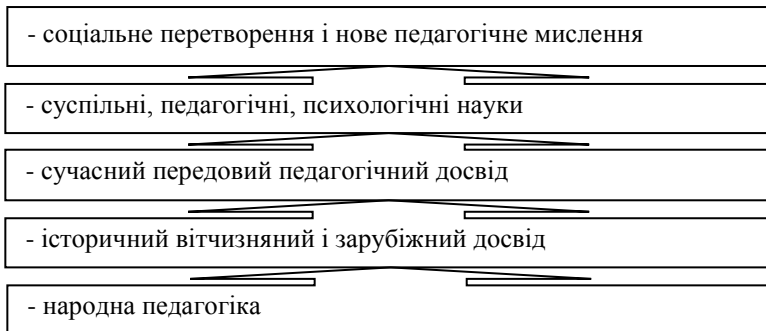 - соціальне перетворення і нове педагогічне мислення
- суспільні, педагогічні, психологічні науки
- сучасний передовий педагогічний досвід
- історичний вітчизняний і зарубіжний досвід
- народна педагогіка